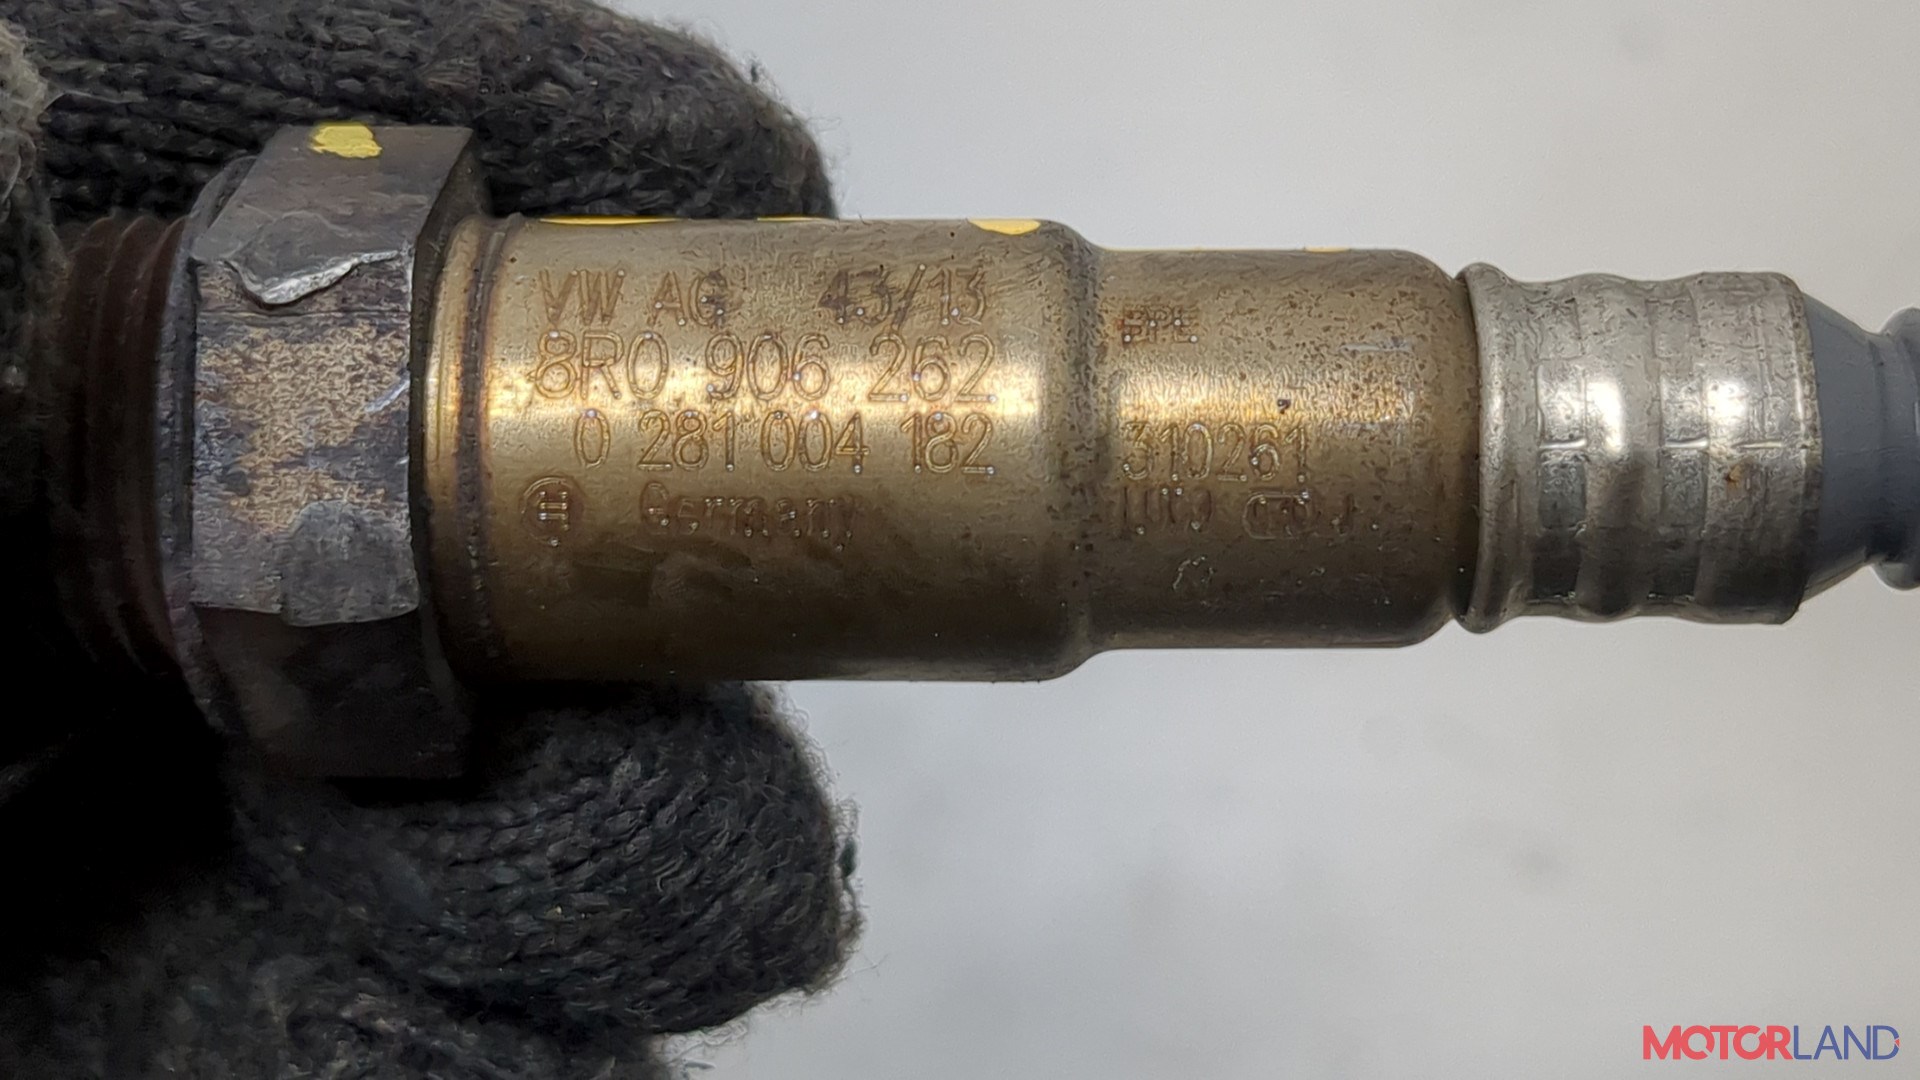 VW AG 43/13
8R0 906 262
0 281 004 182
Germany
310261
MOTORLAND